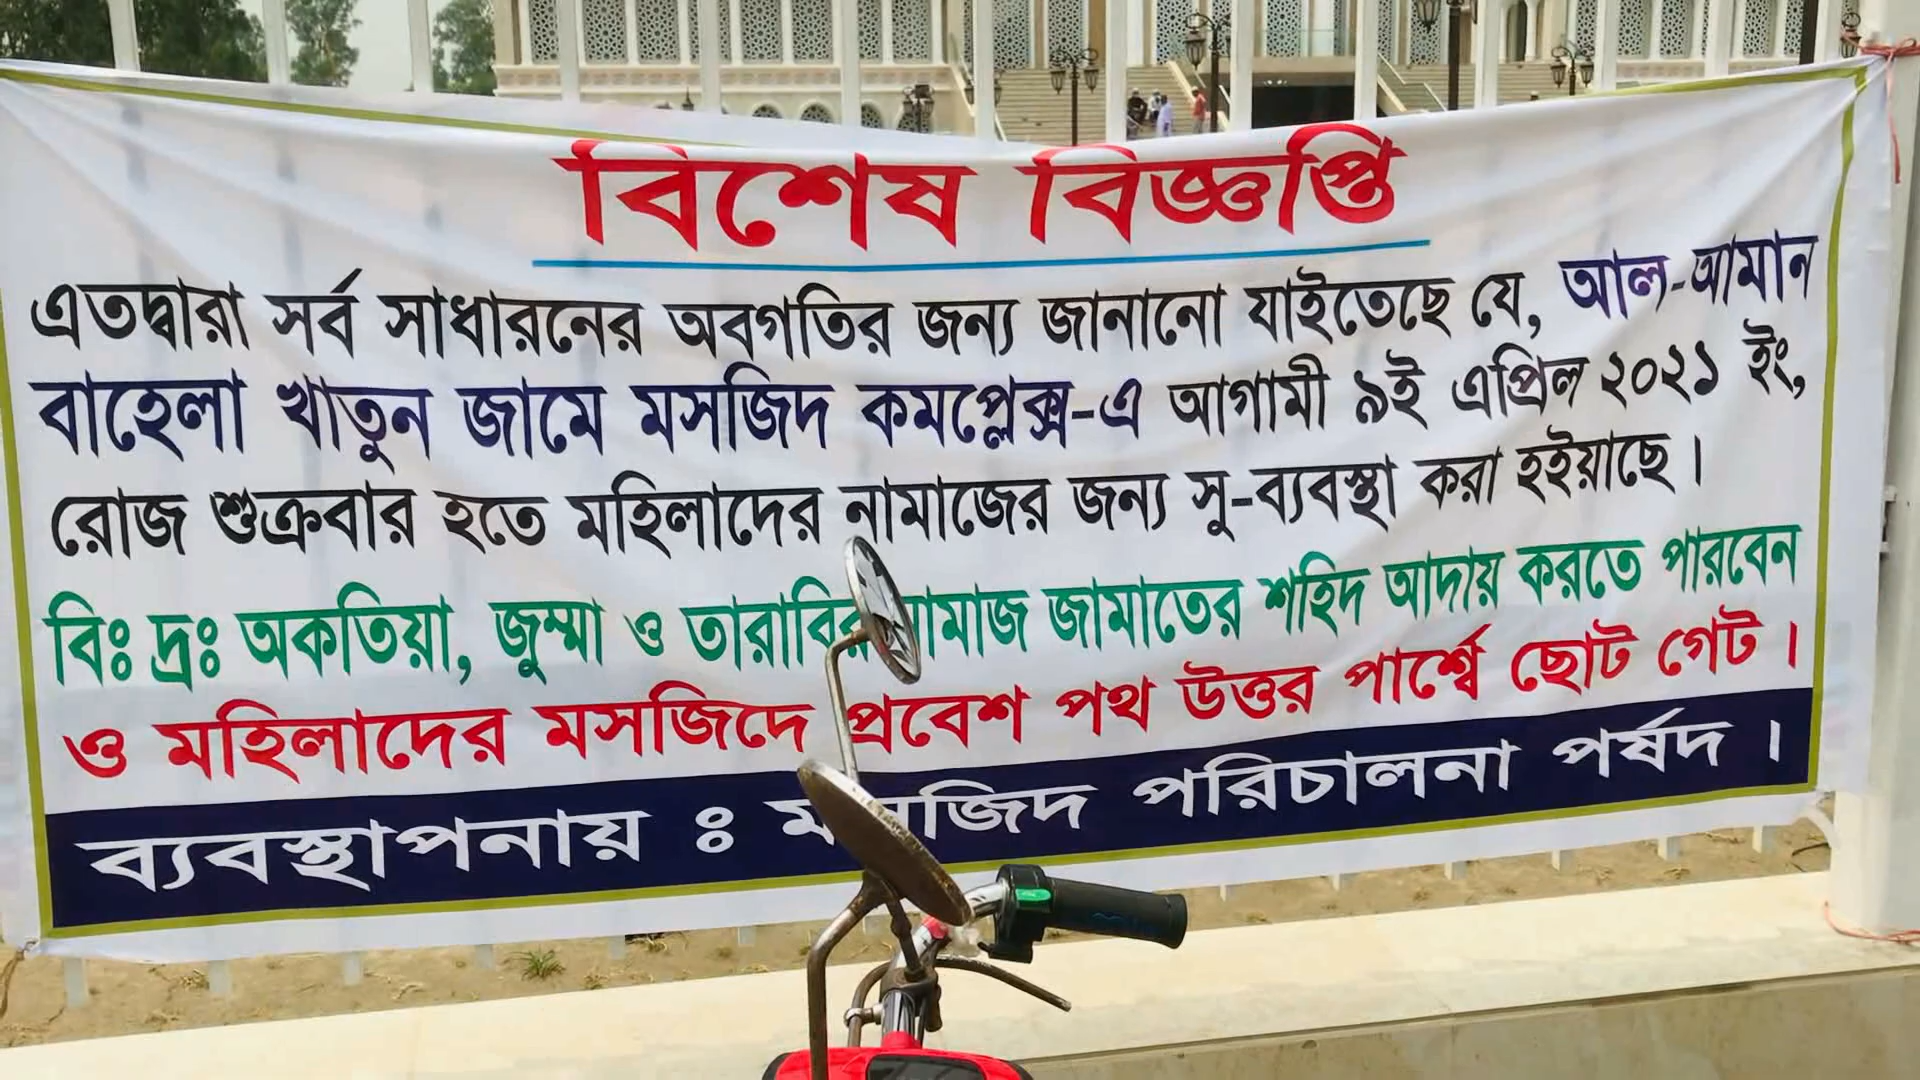 বিশেষ বিজ্ঞপ্তি
এতদ্বারা সর্ব সাধারনের অবগতির জন্য জানানো যাইতেছে যে, আল-আমান
বাহেলা খাতুন জামে মসজিদ কমপ্লেক্স-এ আগামী ৯ই এপ্রিল ২০২১ ইং,
রোজ শুক্রবার হতে মহিলাদের নামাজের জন্য সু-ব্যবস্থা করা হইয়াছে।
বিঃ দ্রঃ অকতিয়া, জুম্মা ও তারাবির নামাজ জামাতের শহিদ আদায় করতে পারবেন
ও মহিলাদের মসজিদে প্রবেশ পথ উত্তর পার্শ্বে ছোট গেট।
ব্যবস্থাপনায় ঃ মসজিদ পরিচালনা পর্ষদ।